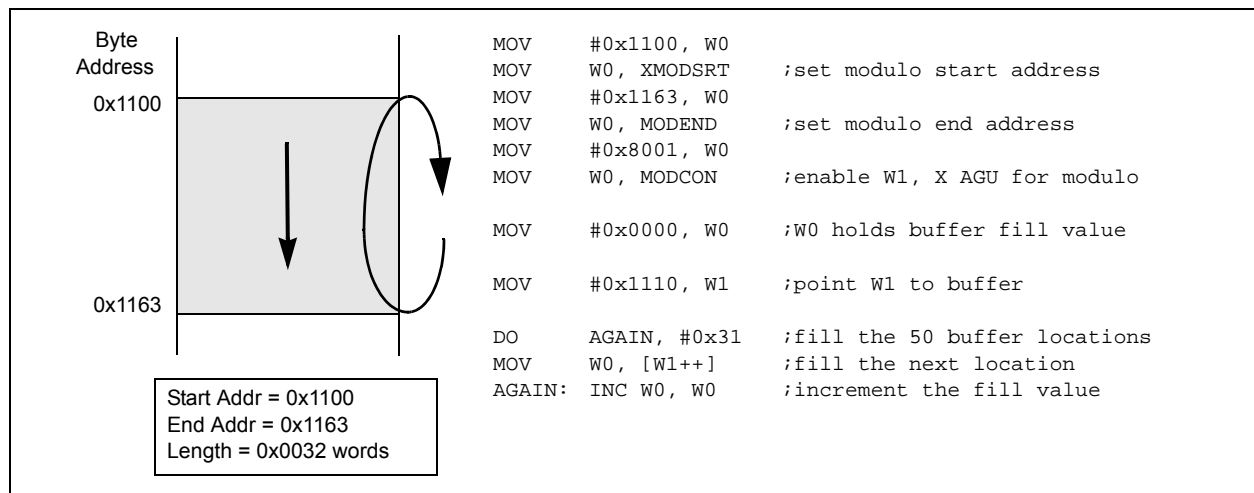 Byte
Address
0x1100
0x1163
Start Addr = 0x1100
End Addr = 0x1163
Length = 0x0032 words
MOV #0x1100, W0
MOV W0, XMODSRT ;set modulo start address
MOV #0x1163, W0
MOV W0, MODEND ;set modulo end address
MOV #0x8001, W0
MOV W0, MODCON ;enable W1, X AGU for modulo
MOV #0x0000, W0 ;W0 holds buffer fill value
MOV #0x1110, W1 ;point W1 to buffer
DO AGAIN, #0x31 ;fill the 50 buffer locations
MOV W0, [W1++] ;fill the next location
AGAIN: INC W0, W0 ;increment the fill value